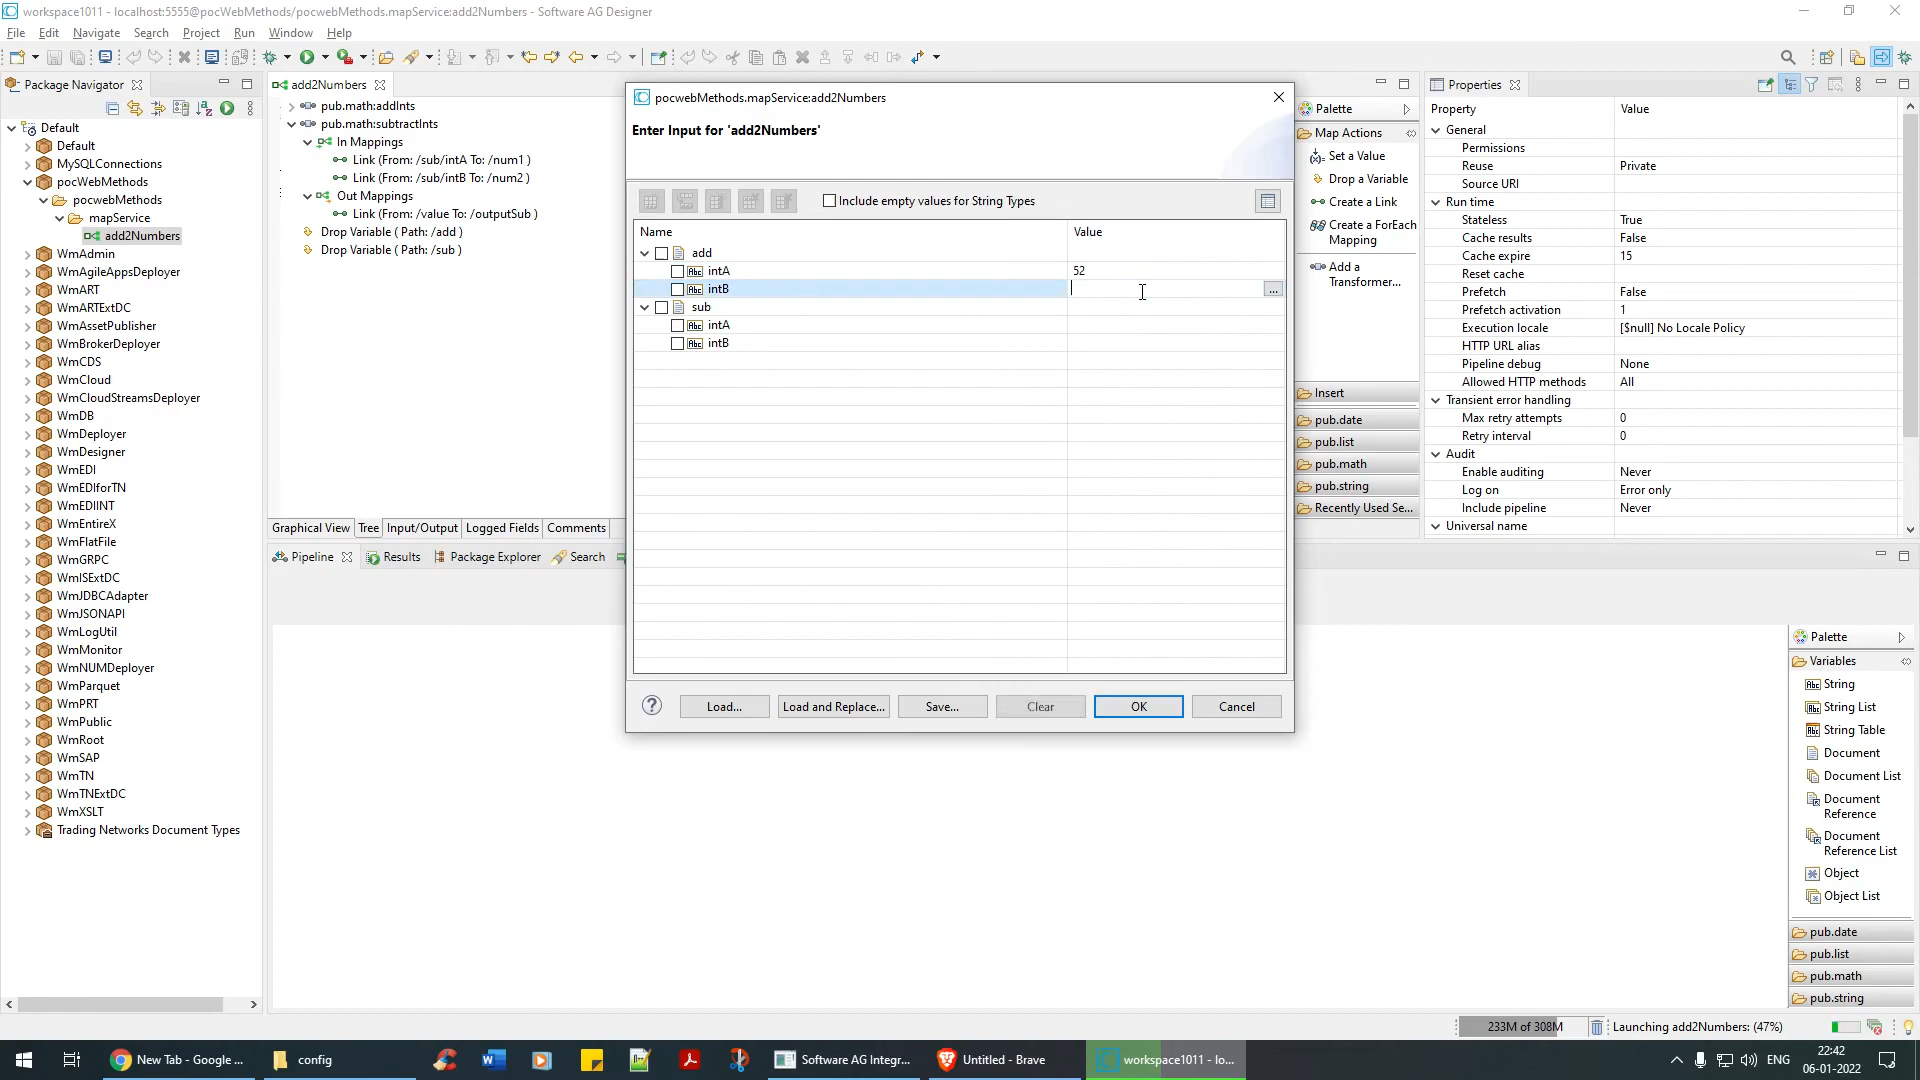 workspace1011 - localhost:5555@pocWebMethods/pocwebMethods.mapService:add2Numbers - Software AG Designer
File Edit Navigate Search Project Run Window Help
Package Navigator
Default
Default
MySQLConnections
pocWebMethods
pocwebMethods
mapService
add2Numbers
WmAdmin
WmAgileAppsDeployer
WmART
WmARTExtDC
WmAssetPublisher
WmBrokerDeployer
WmCDS
WmCloud
WmCloudStreamsDeployer
WmDB
WmDeployer
WmDesigner
WmEDI
WmEDIforTN
WmEDIINT
WmEntireX
WmFlatFile
WmGRPC
WmISExtDC
WmJDBCAdapter
WmJSONAPI
WmLogUtil
WmMonitor
WmNUMDeployer
WmParquet
WmPRT
WmPublic
WmRoot
WmSAP
WmTN
WmTNExtDC
WmXSLT
Trading Networks Document Types
add2Numbers
pub.math:addInts
pub.math:subtractInts
In Mappings
Link (From: /sub/intA To: /num1 )
Link (From: /sub/intB To: /num2 )
Out Mappings
Link (From: /value To: /outputSub )
Drop Variable ( Path: /add )
Drop Variable ( Path: /sub )
Graphical View Tree Input/Output Logged Fields Comments
Pipeline Results Package Explorer Search
pocwebMethods.mapService:add2Numbers
Enter Input for 'add2Numbers'
Include empty values for String Types
Name Value
add
Abc intA 52
Abc intB ...
sub
Abc intA
Abc intB
? Load... Load and Replace... Save... Clear OK Cancel
Palette
Map Actions
Set a Value
Drop a Variable
Create a Link
Create a ForEach
Mapping
Add a
Transformer...
Insert
pub.date
pub.list
pub.math
pub.string
Recently Used Se...
Properties
Property Value
General
Permissions
Reuse Private
Source URI
Run time
Stateless True
Cache results False
Cache expire 15
Reset cache
Prefetch False
Prefetch activation 1
Execution locale [$null] No Locale Policy
HTTP URL alias
Pipeline debug None
Allowed HTTP methods All
Transient error handling
Max retry attempts 0
Retry interval 0
Audit
Enable auditing Never
Log on Error only
Include pipeline Never
Universal name
Palette
Variables
Abc String
String List
String Table
Document
Document List
Document
Reference
Document
Reference List
Object
Object List
pub.date
pub.list
pub.math
pub.string
233M of 308M Launching add2Numbers: (47%)
New Tab - Google ... config Software AG Integr... Untitled - Brave workspace1011 - lo... ENG
22:42
06-01-2022